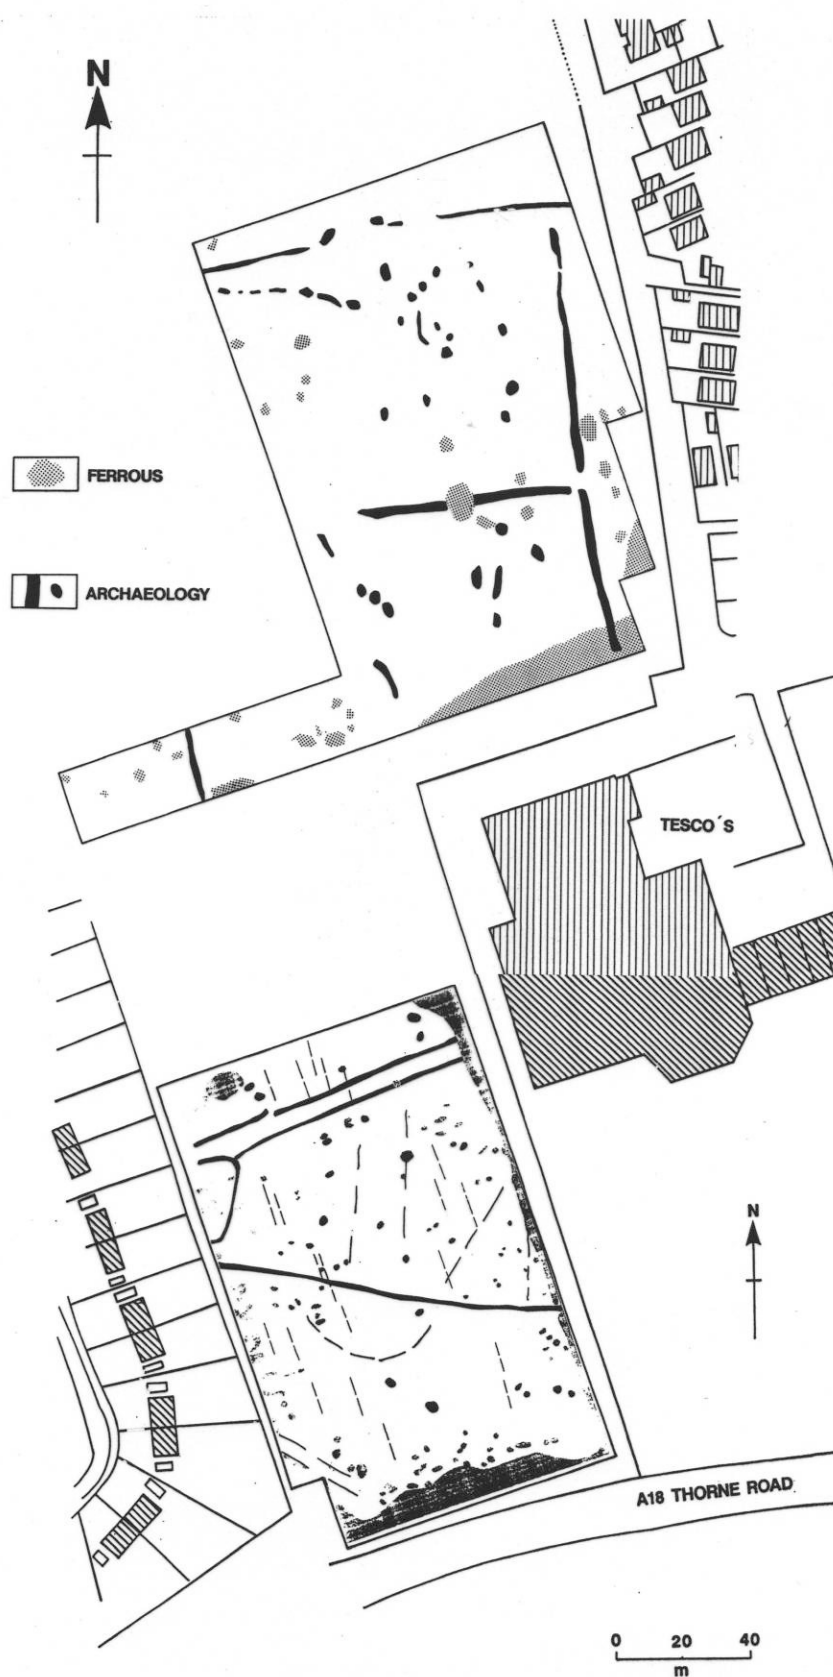 N
FERROUS
ARCHAEOLOGY
TESCO´S
N
A18 THORNE ROAD
0 20 40
m